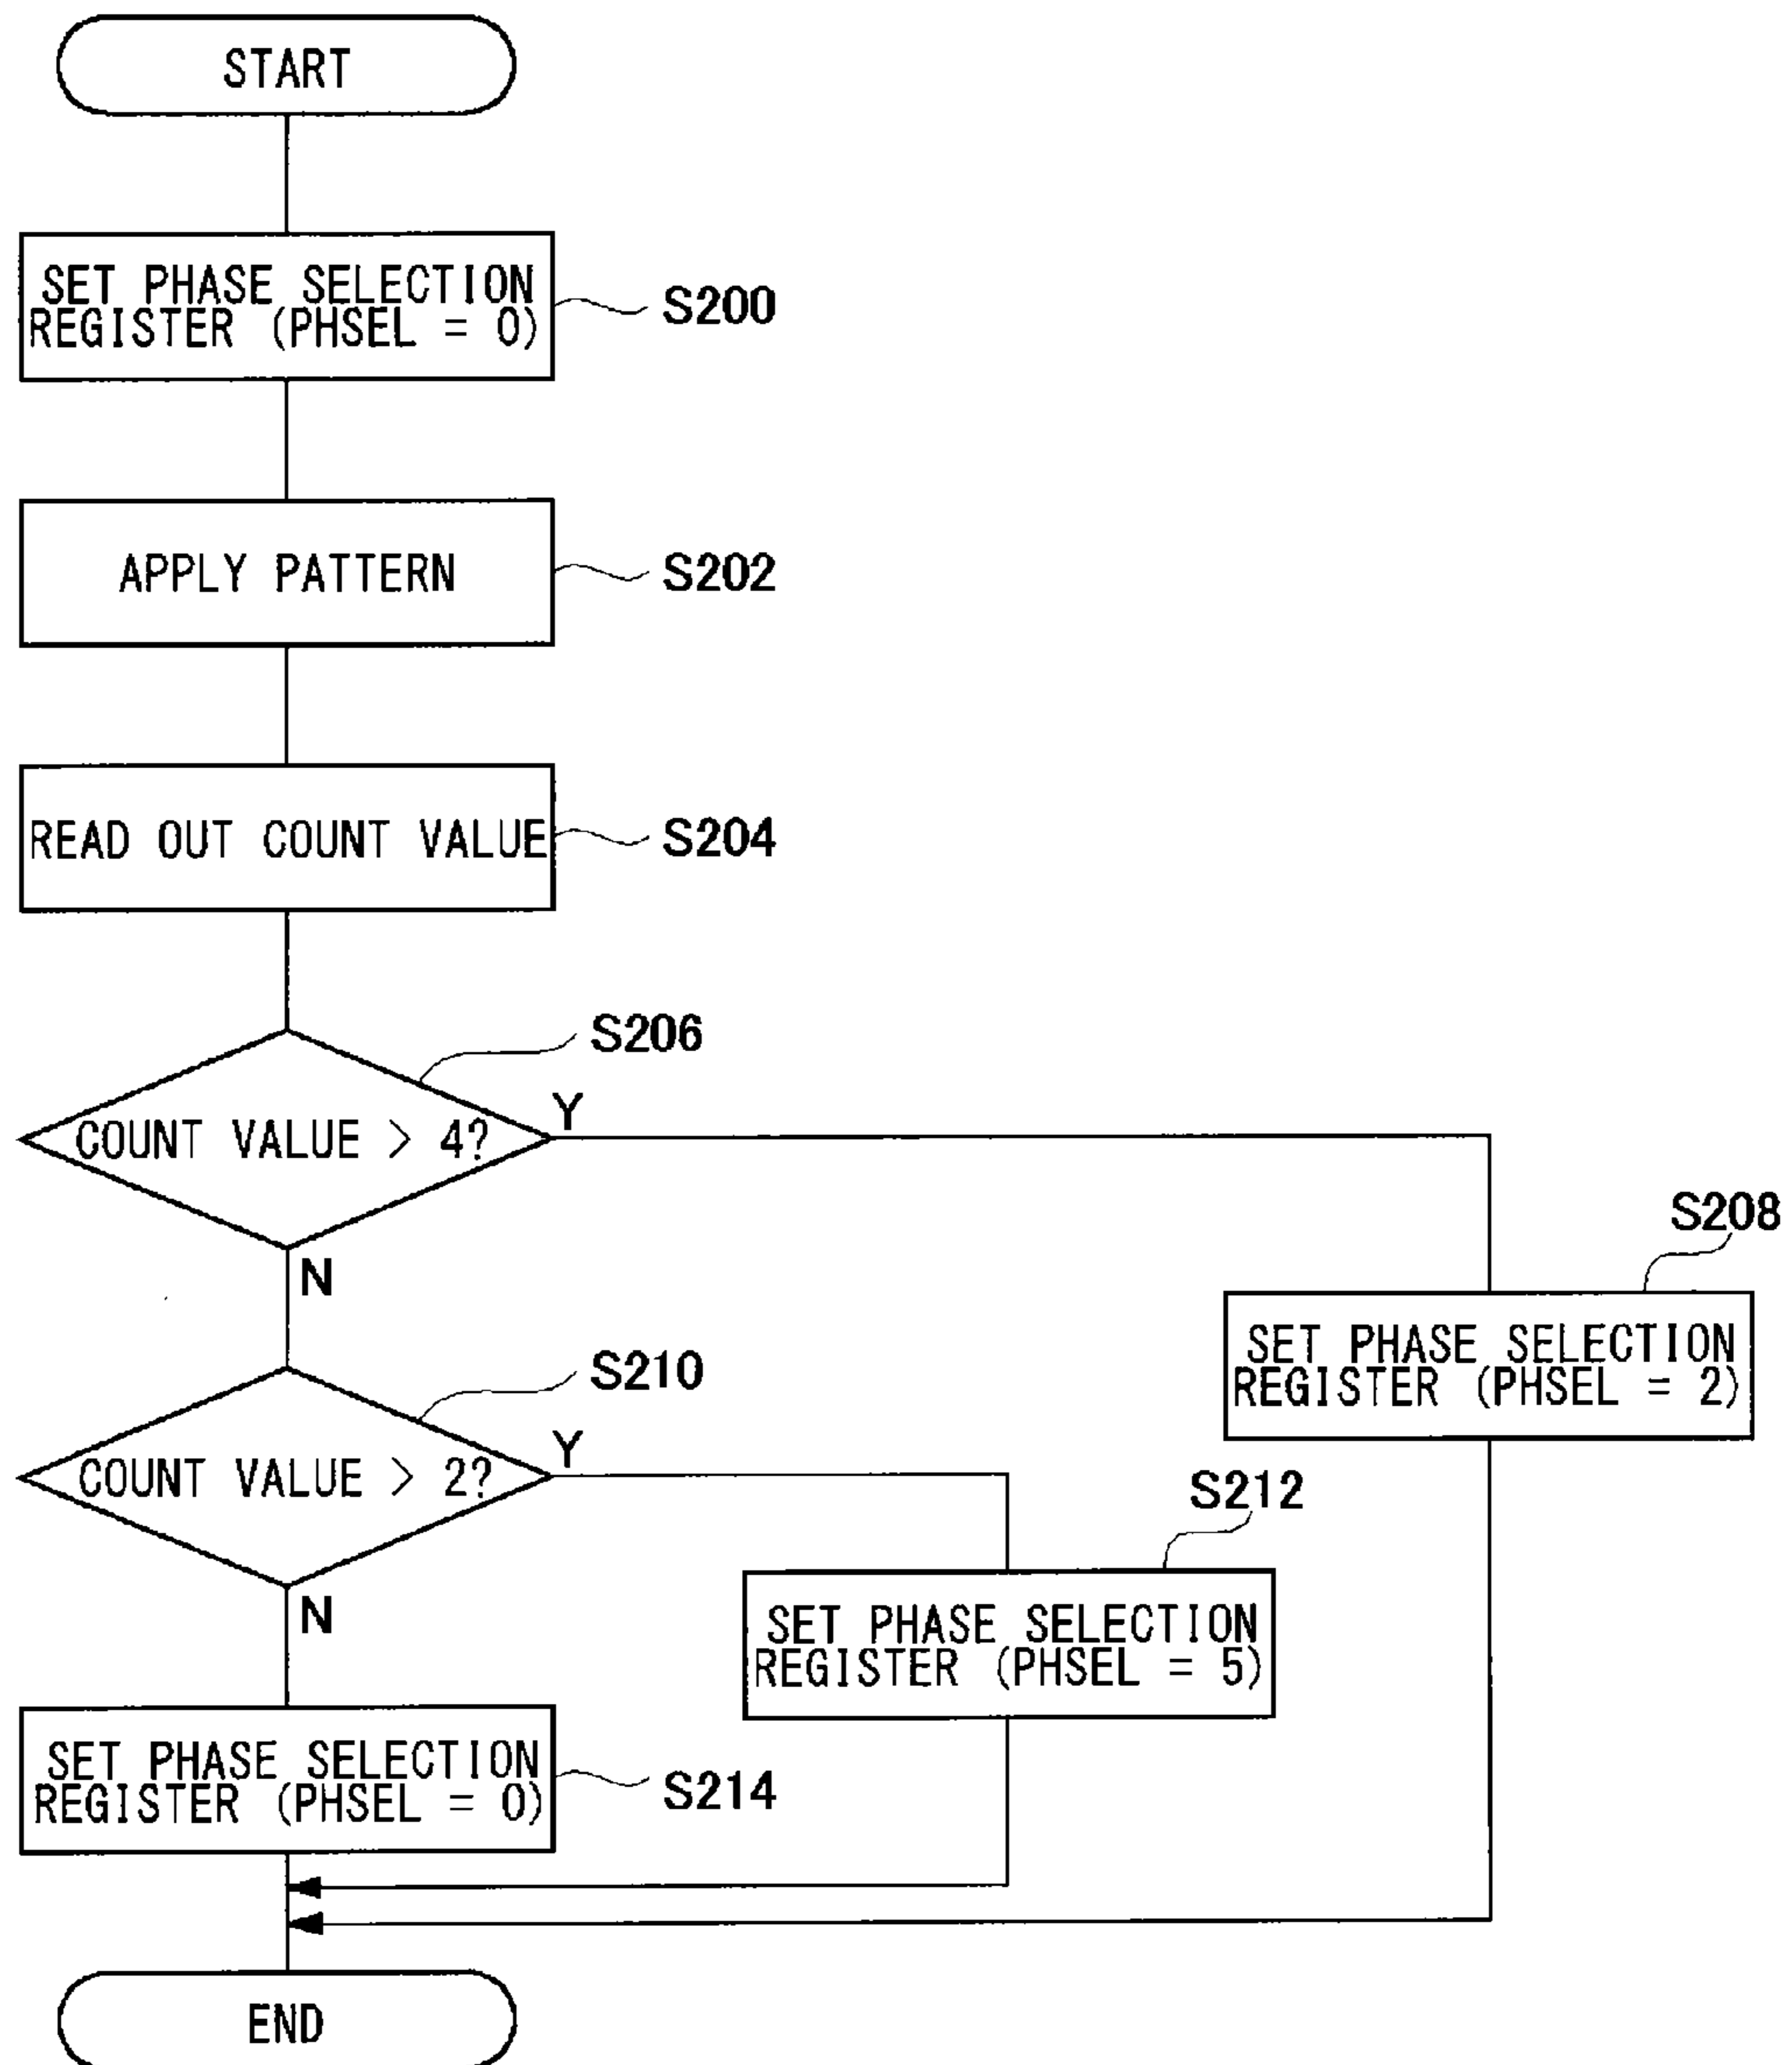 START
SET PHASE SELECTION
REGISTER (PHSEL = 0)
S200
APPLY PATTERN
S202
READ OUT COUNT VALUE
S204
S206
COUNT VALUE > 4?
Y
N
S208
SET PHASE SELECTION
REGISTER (PHSEL = 2)
S210
COUNT VALUE > 2?
Y
N
S212
SET PHASE SELECTION
REGISTER (PHSEL = 5)
SET PHASE SELECTION
REGISTER (PHSEL = 0)
S214
END